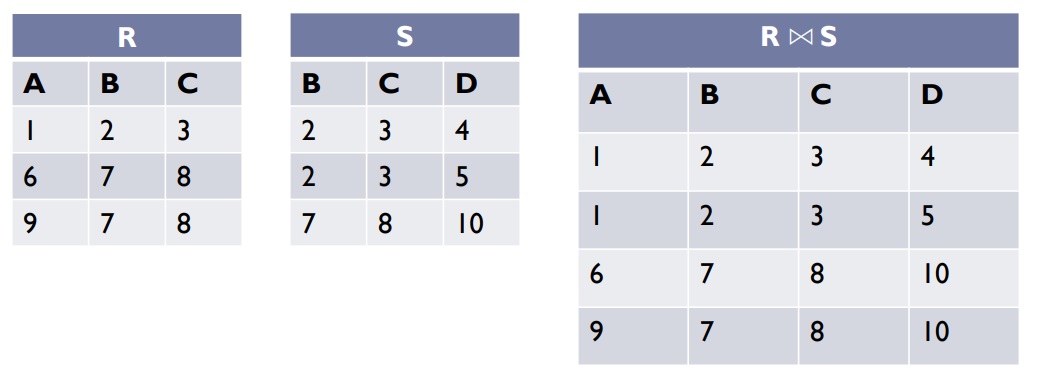 R
A B C
1 2 3
6 7 8
9 7 8
S
B C D
2 3 4
2 3 5
7 8 10
R ⋈ S
A B C D
1 2 3 4
1 2 3 5
6 7 8 10
9 7 8 10